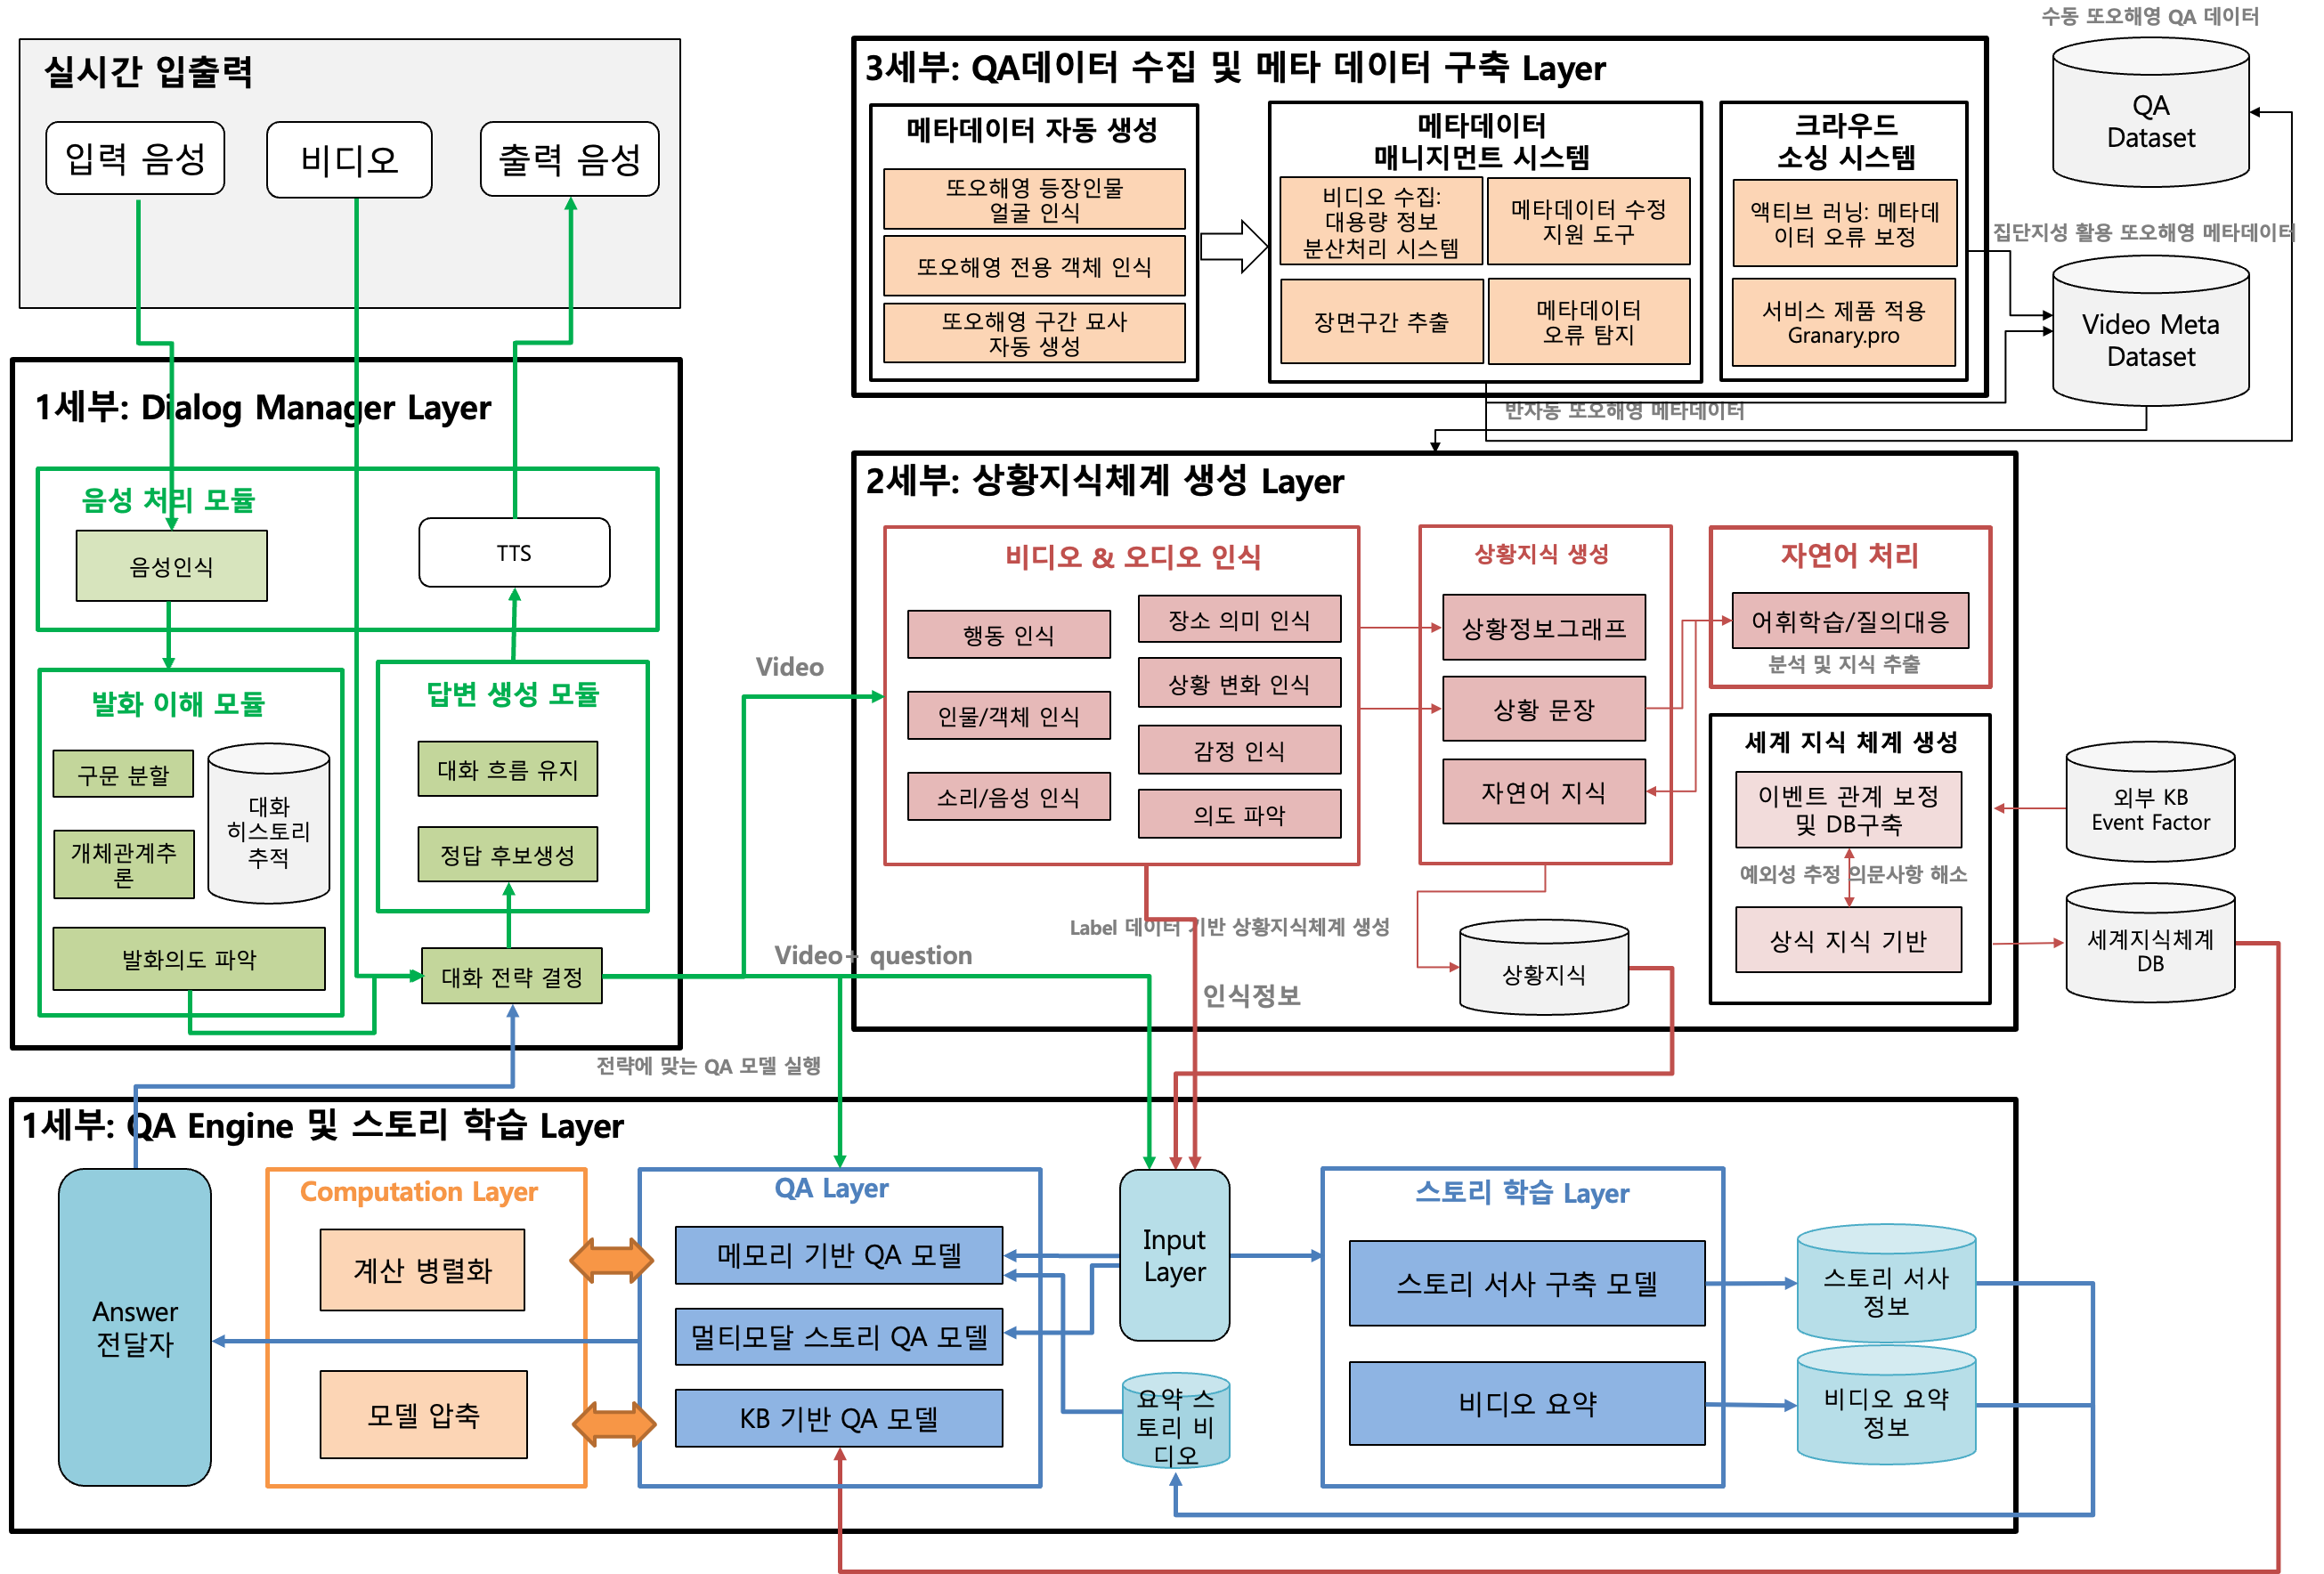 실시간 입출력
입력 음성
비디오
출력 음성
1세부: Dialog Manager Layer
음성 처리 모듈
음성인식
TTS
발화 이해 모듈
구문 분할
개체관계추
론
대화
히스토리
추적
발화의도 파악
답변 생성 모듈
대화 흐름 유지
정답 후보생성
대화 전략 결정
3세부: QA데이터 수집 및 메타 데이터 구축 Layer
메타데이터 자동 생성
또오해영 등장인물
얼굴 인식
또오해영 전용 객체 인식
또오해영 구간 묘사
자동 생성
메타데이터
매니지먼트 시스템
비디오 수집:
대용량 정보
분산처리 시스템
메타데이터 수정
지원 도구
장면구간 추출
메타데이터
오류 탐지
크라우드
소싱 시스템
액티브 러닝: 메타데
이터 오류 보정
서비스 제품 적용
Granary.pro
수동 또오해영 QA 데이터
QA
Dataset
집단지성 활용 또오해영 메타데이터
Video Meta
Dataset
반자동 또오해영 메타데이터
2세부: 상황지식체계 생성 Layer
비디오 & 오디오 인식
행동 인식
인물/객체 인식
소리/음성 인식
장소 의미 인식
상황 변화 인식
감정 인식
의도 파악
상황지식 생성
상황정보그래프
상황 문장
자연어 지식
자연어 처리
어휘학습/질의대응
분석 및 지식 추출
세계 지식 체계 생성
이벤트 관계 보정
및 DB구축
예외성 추정 의문사항 해소
상식 지식 기반
외부 KB
Event Factor
세계지식체계
DB
Label 데이터 기반 상황지식체계 생성
상황지식
인식정보
Video
Video+ question
전략에 맞는 QA 모델 실행
1세부: QA Engine 및 스토리 학습 Layer
Answer
전달자
Computation Layer
계산 병렬화
모델 압축
QA Layer
메모리 기반 QA 모델
멀티모달 스토리 QA 모델
KB 기반 QA 모델
Input
Layer
요약 스
토리 비
디오
스토리 학습 Layer
스토리 서사 구축 모델
비디오 요약
스토리 서사
정보
비디오 요약
정보